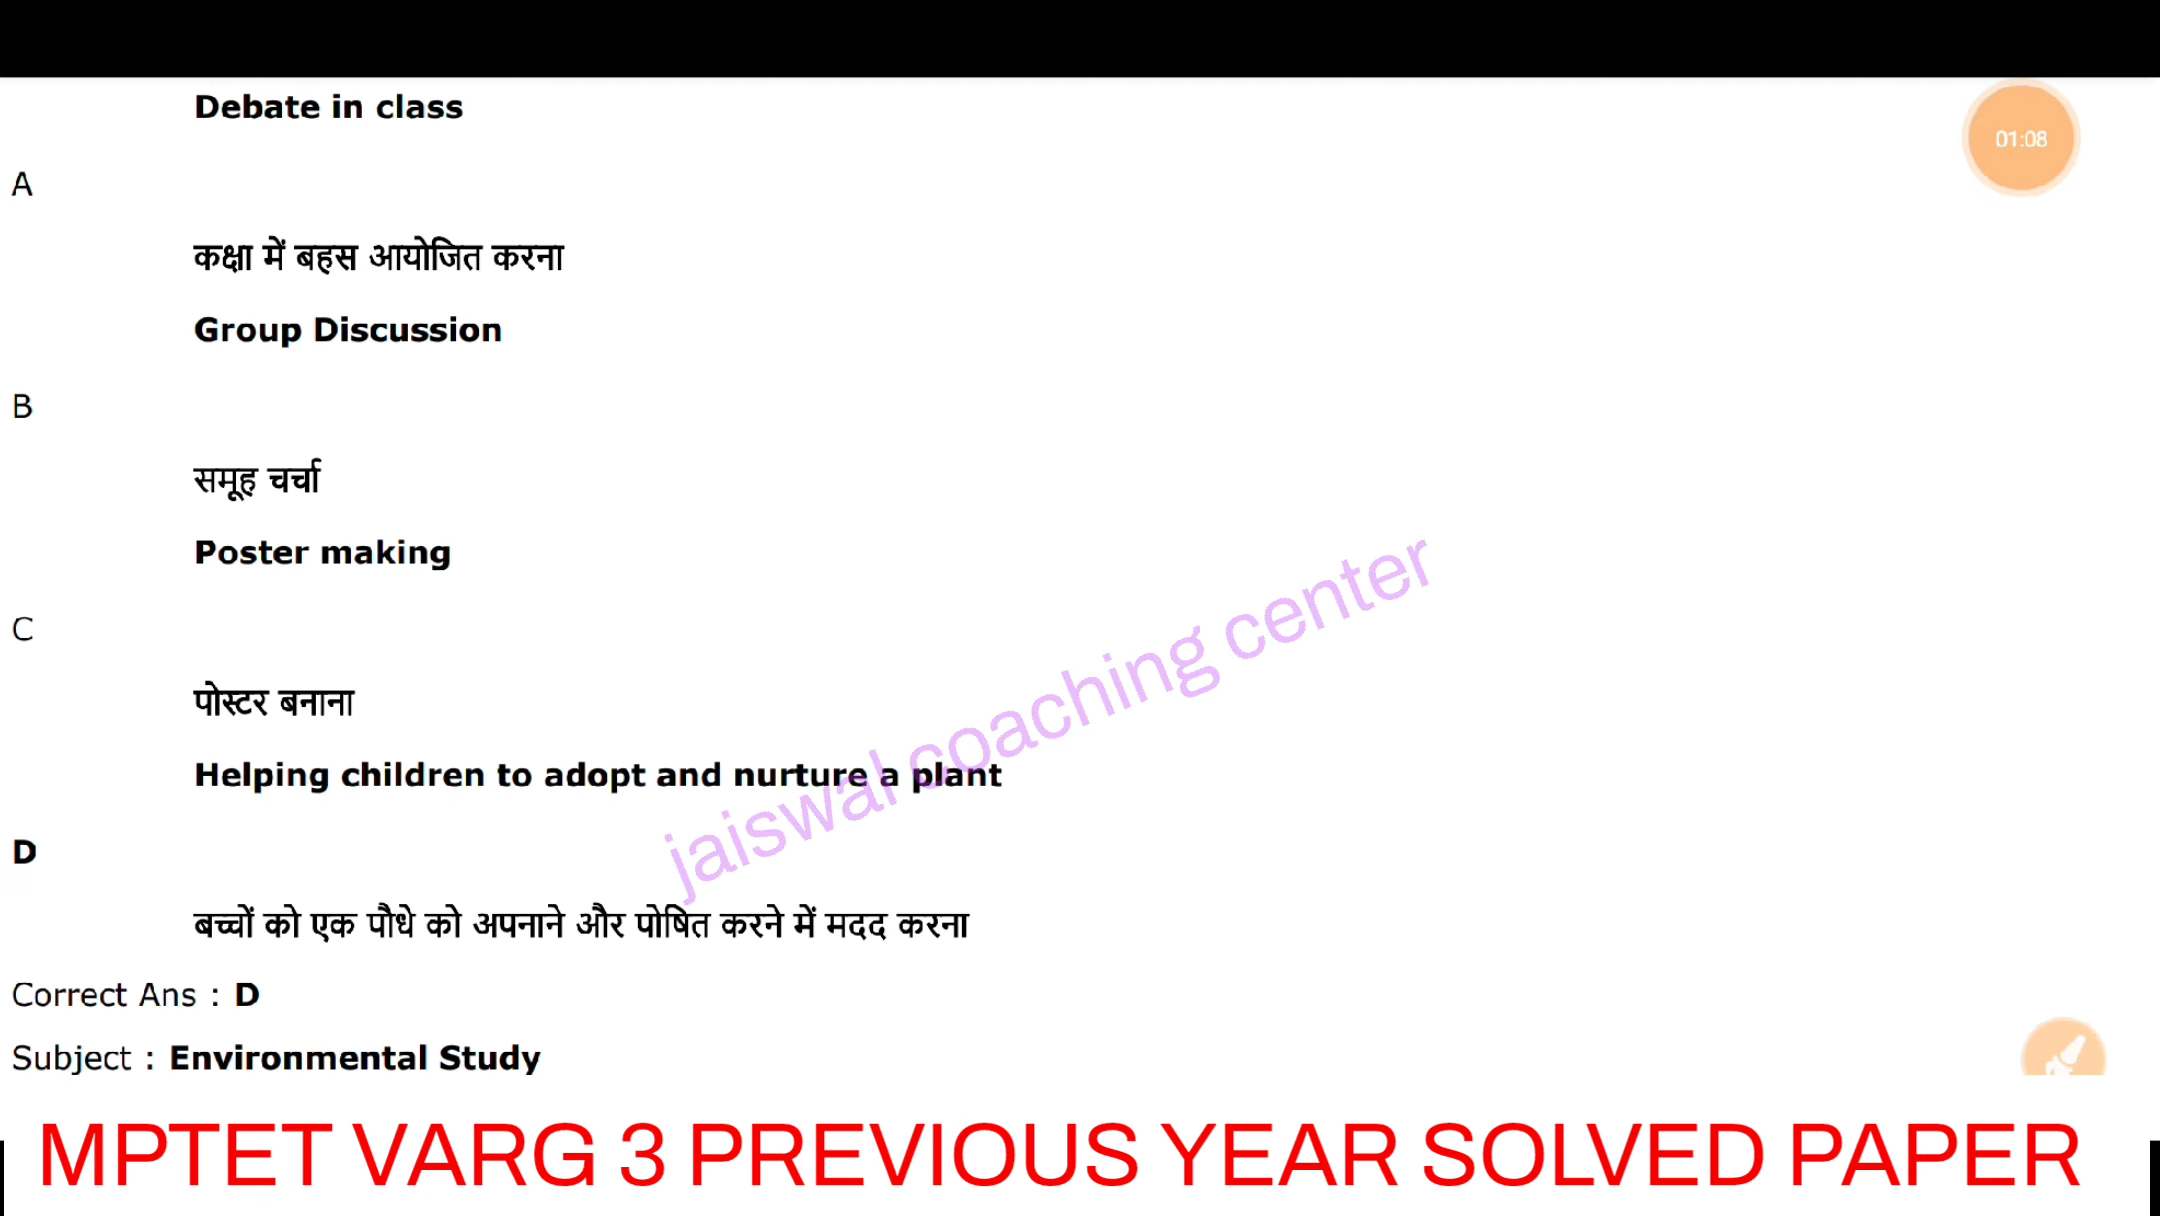 Debate in class
01:08
A
कक्षा में बहस आयोजित करना
Group Discussion
B
समूह चर्चा
Poster making
C
पोस्टर बनाना
Helping children to adopt and nurture a plant
D
बच्चों को एक पौधे को अपनाने और पोषित करने में मदद करना
jaiswal coaching center
Correct Ans : D
Subject : Environmental Study
MPTET VARG 3 PREVIOUS YEAR SOLVED PAPER